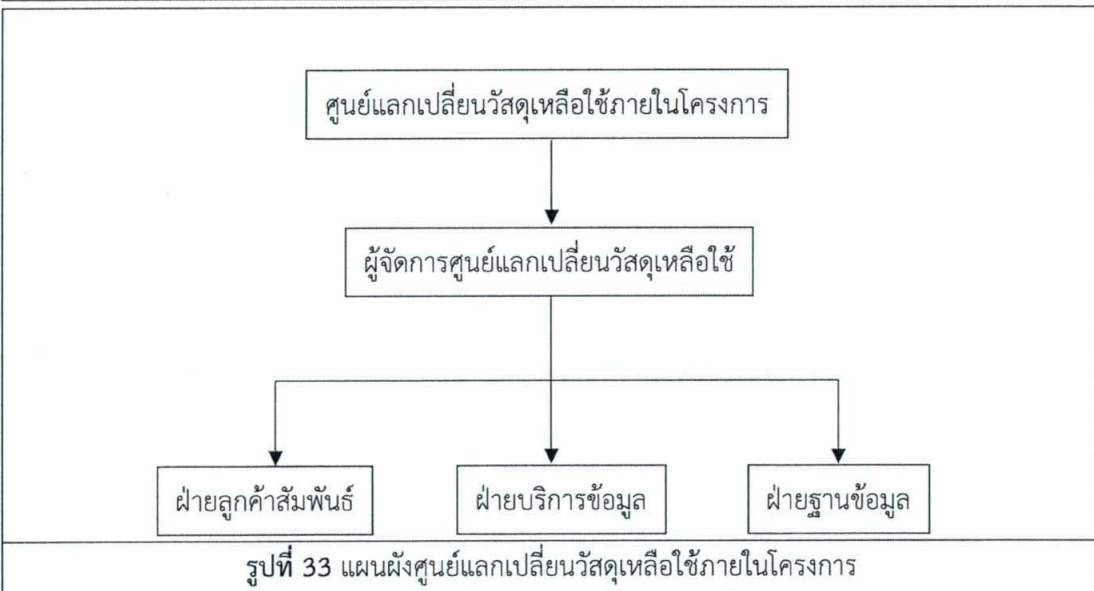 ศูนย์แลกเปลี่ยนวัสดุเหลือใช้ภายในโครงการ
ผู้จัดการศูนย์แลกเปลี่ยนวัสดุเหลือใช้
ฝ่ายลูกค้าสัมพันธ์ ฝ่ายบริการข้อมูล ฝ่ายฐานข้อมูล
รูปที่ 33 แผนผังศูนย์แลกเปลี่ยนวัสดุเหลือใช้ภายในโครงการ